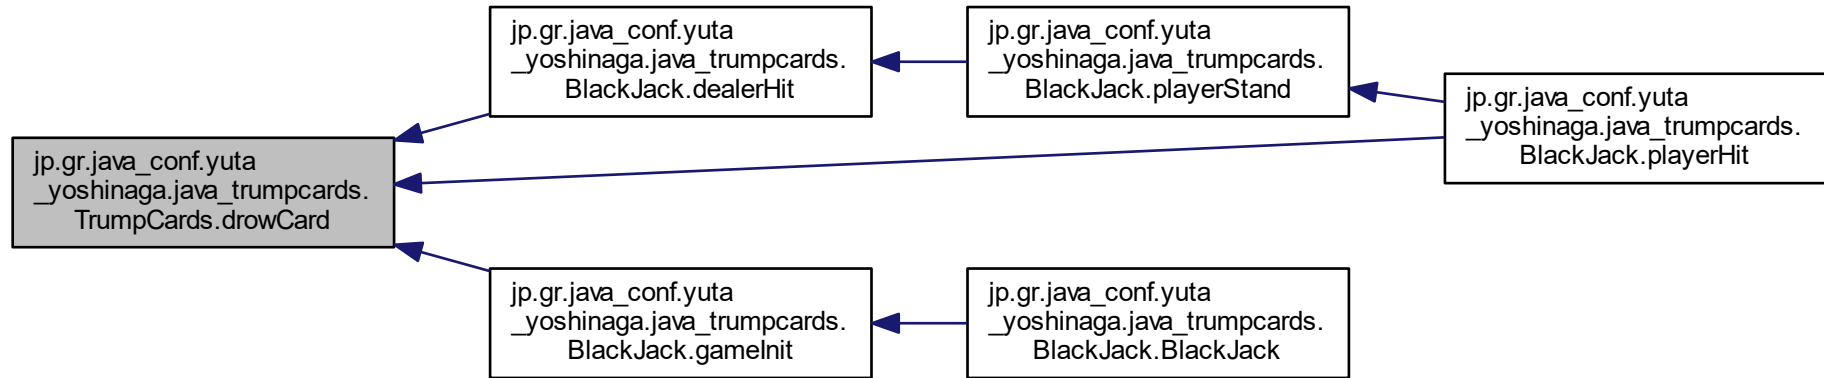 jp.gr.java_conf.yuta
_yoshinaga.java_trumpcards.
TrumpCards.drowCard
jp.gr.java_conf.yuta
_yoshinaga.java_trumpcards.
BlackJack.dealerHit
jp.gr.java_conf.yuta
_yoshinaga.java_trumpcards.
BlackJack.playerStand
jp.gr.java_conf.yuta
_yoshinaga.java_trumpcards.
BlackJack.playerHit
jp.gr.java_conf.yuta
_yoshinaga.java_trumpcards.
BlackJack.gameInit
jp.gr.java_conf.yuta
_yoshinaga.java_trumpcards.
BlackJack.BlackJack